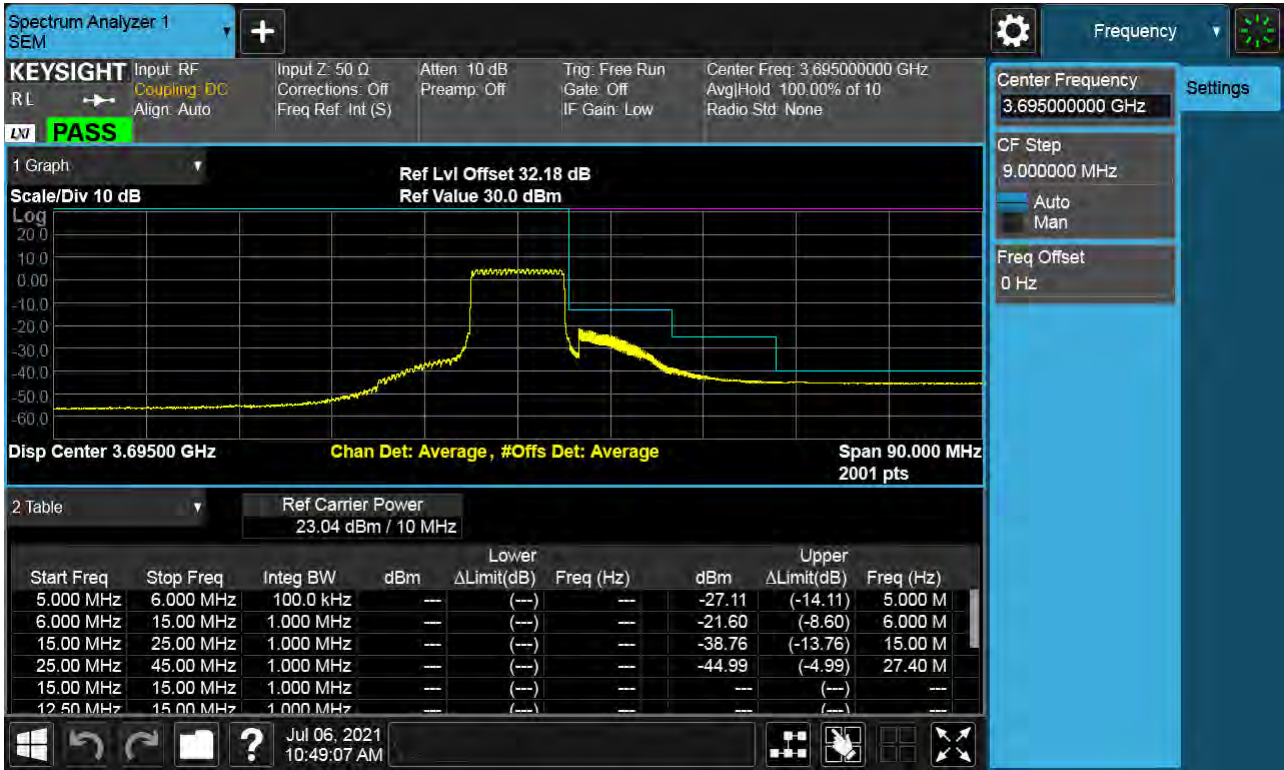 Spectrum Analyzer 1
SEM
+
Frequency
KEYSIGHT
RL
LXI
PASS
Input: RF
Coupling: DC
Align: Auto
Input Z: 50 Ω
Corrections: Off
Freq Ref: Int (S)
Atten: 10 dB
Preamp: Off
Trig: Free Run
Gate: Off
IF Gain: Low
Center Freq: 3.695000000 GHz
Avg|Hold: 100.00% of 10
Radio Std: None
Center Frequency
3.695000000 GHz
Settings
CF Step
9.000000 MHz
Auto
Man
Freq Offset
0 Hz
1 Graph
Ref Lvl Offset 32.18 dB
Scale/Div 10 dB
Ref Value 30.0 dBm
Log
20.0
10.0
0.00
-10.0
-20.0
-30.0
-40.0
-50.0
-60.0
Disp Center 3.69500 GHz
Chan Det: Average, #Offs Det: Average
Span 90.000 MHz
2001 pts
2 Table
Ref Carrier Power
23.04 dBm / 10 MHz
Lower Upper
Start Freq Stop Freq Integ BW dBm ΔLimit(dB) Freq (Hz) dBm ΔLimit(dB) Freq (Hz)
5.000 MHz 6.000 MHz 100.0 kHz --- (---) --- -27.11 (-14.11) 5.000 M
6.000 MHz 15.00 MHz 1.000 MHz --- (---) --- -21.60 (-8.60) 6.000 M
15.00 MHz 25.00 MHz 1.000 MHz --- (---) --- -38.76 (-13.76) 15.00 M
25.00 MHz 45.00 MHz 1.000 MHz --- (---) --- -44.99 (-4.99) 27.40 M
15.00 MHz 15.00 MHz 1.000 MHz --- (---) --- --- (---) ---
12.50 MHz 15.00 MHz 1.000 MHz --- (---) --- --- (---) ---
?
Jul 06, 2021
10:49:07 AM